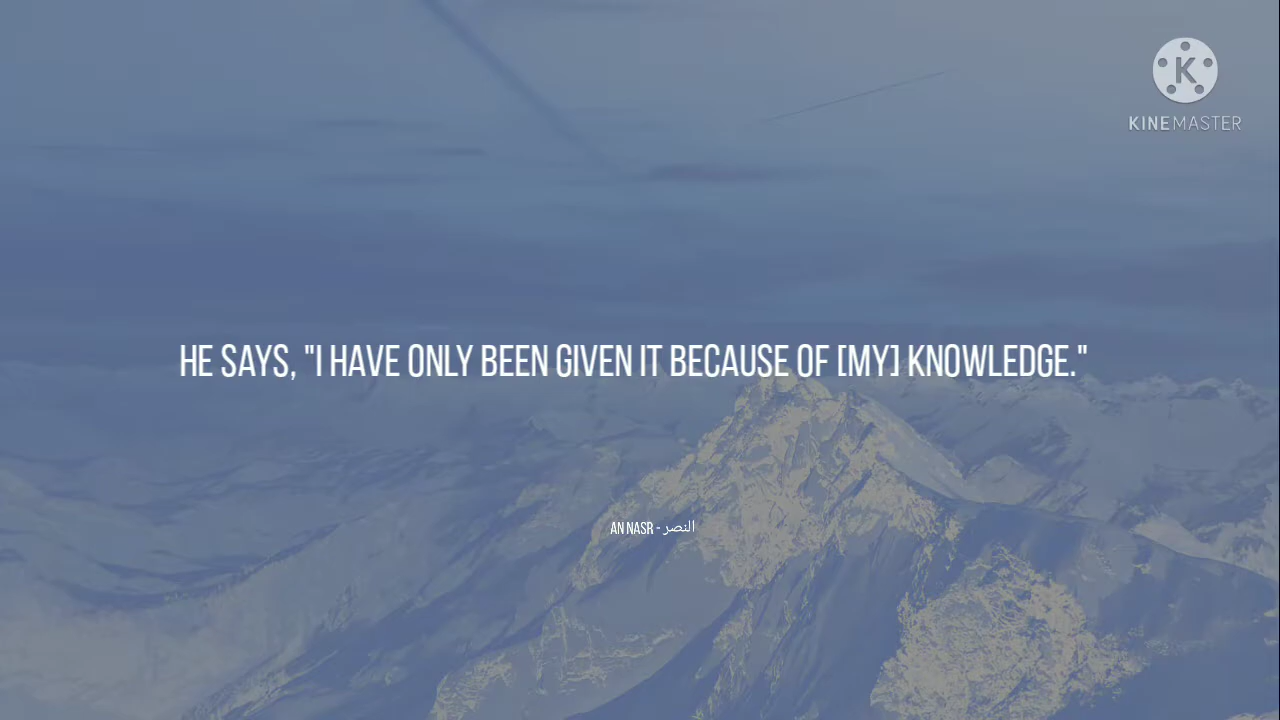 KINEMASTER
HE SAYS, "I HAVE ONLY BEEN GIVEN IT BECAUSE OF [MY] KNOWLEDGE."
AN NASR - النصر